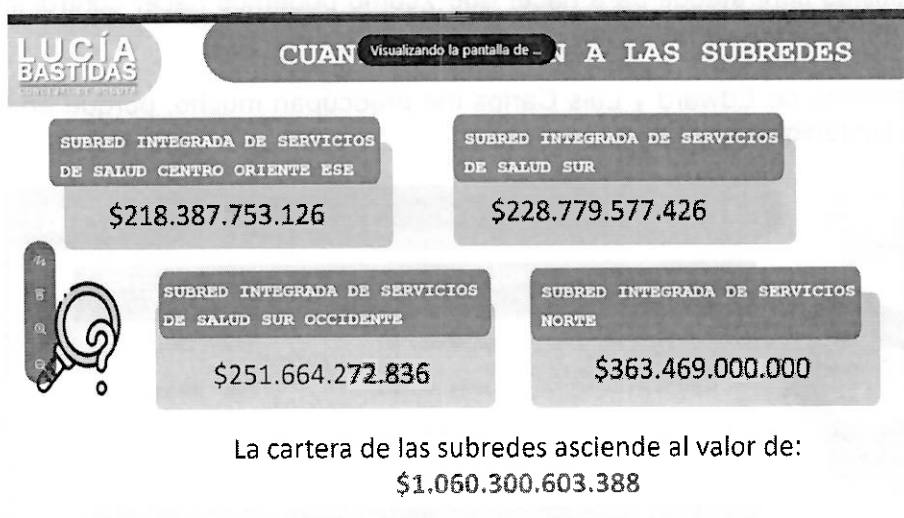 LUCÍA
BASTIDAS
CONCEJAL DE BOGOTÁ
CUAN
Visualizando la pantalla de ...
N A LAS SUBREDES
SUBRED INTEGRADA DE SERVICIOS
DE SALUD CENTRO ORIENTE ESE
$218.387.753.126
SUBRED INTEGRADA DE SERVICIOS
DE SALUD SUR
$228.779.577.426
SUBRED INTEGRADA DE SERVICIOS
DE SALUD SUR OCCIDENTE
$251.664.272.836
SUBRED INTEGRADA DE SERVICIOS
NORTE
$363.469.000.000
La cartera de las subredes asciende al valor de:
$1.060.300.603.388